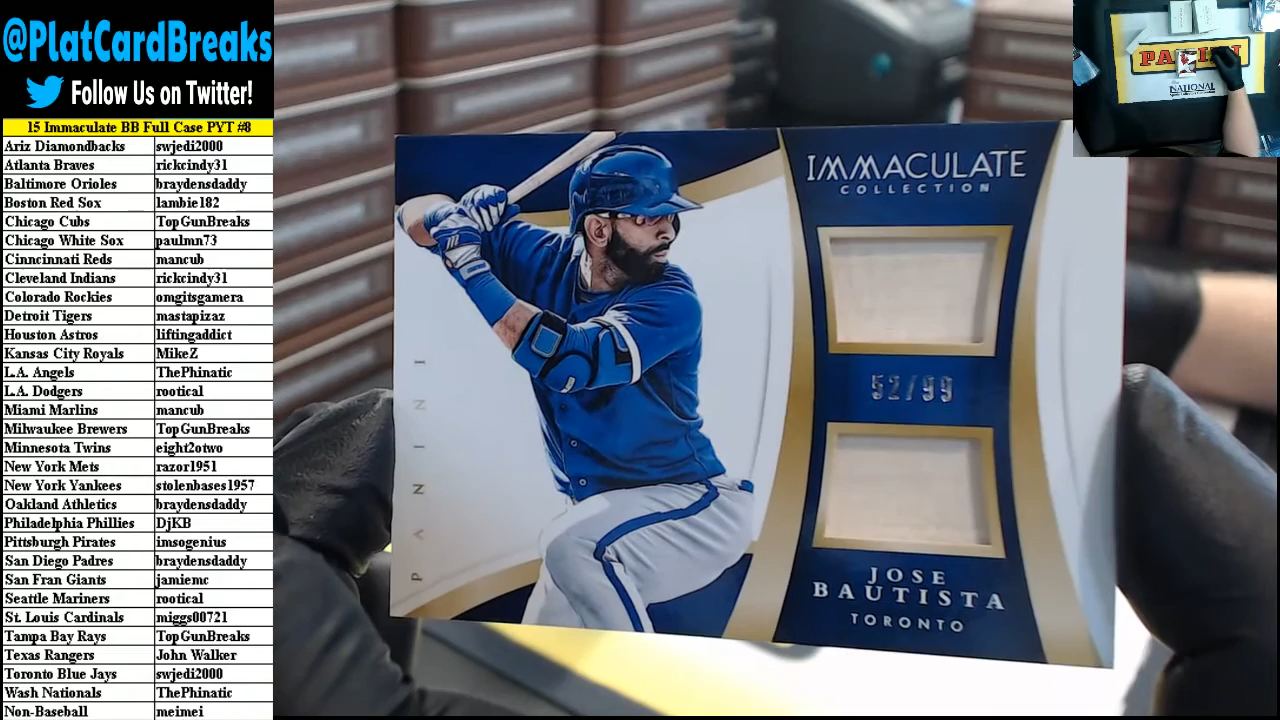 @PlatCardBreaks
Follow Us on Twitter!
15 Immaculate BB Full Case PYT #8
Ariz Diamondbacks swjedi2000
Atlanta Braves rickcindy31
Baltimore Orioles braydensdaddy
Boston Red Sox lambie182
Chicago Cubs TopGunBreaks
Chicago White Sox paulmn73
Cinncinnati Reds mancub
Cleveland Indians rickcindy31
Colorado Rockies omgitsgamera
Detroit Tigers mastapizaz
Houston Astros liftingaddict
Kansas City Royals MikeZ
L.A. Angels ThePhinatic
L.A. Dodgers rootical
Miami Marlins mancub
Milwaukee Brewers TopGunBreaks
Minnesota Twins eight2otwo
New York Mets razor1951
New York Yankees stolenbases1957
Oakland Athletics braydensdaddy
Philadelphia Phillies DjKB
Pittsburgh Pirates imsogenius
San Diego Padres braydensdaddy
San Fran Giants jamiemc
Seattle Mariners rootical
St. Louis Cardinals miggs00721
Tampa Bay Rays TopGunBreaks
Texas Rangers John Walker
Toronto Blue Jays swjedi2000
Wash Nationals ThePhinatic
Non-Baseball meimei
PANINI
IMMACULATE
COLLECTION
52/99
JOSE
BAUTISTA
TORONTO
PANINI
NATIONAL